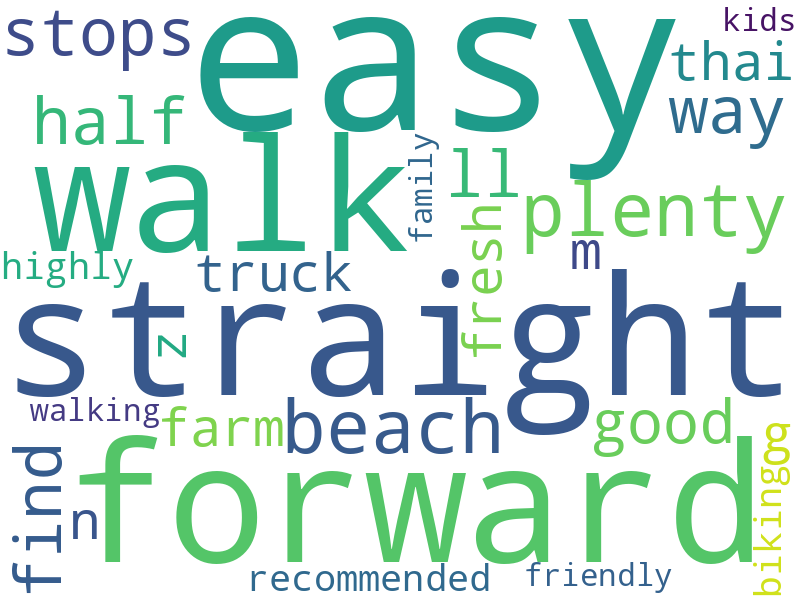 stops
easy
kids
thai
half
way
walk
family
ll
plenty
fresh
m
highly
truck
straight
z
walking
farm
beach
good
find
forward
n
biking
recommended
friendly